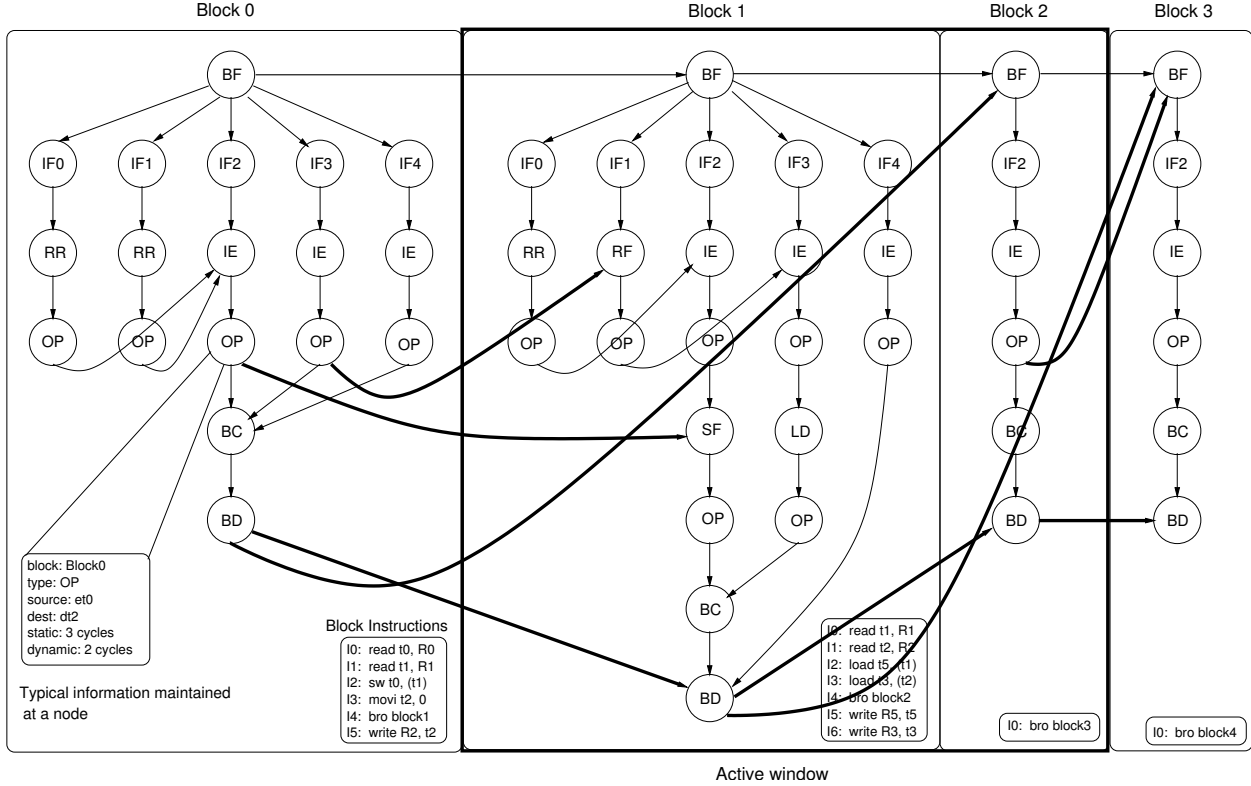 Block 0 Block 1 Block 2 Block 3
BF BF BF BF
IF0 IF1 IF2 IF3 IF4 IF0 IF1 IF2 IF3 IF4 IF2 IF2
RR RR IE IE IE RR RF IE IE IE IE IE
OP OP OP OP OP OP OP OP OP OP OP OP
BC SF LD BC BC
BD OP OP BD BD
BC
BD
block: Block0
type: OP
source: et0
dest: dt2
static: 3 cycles
dynamic: 2 cycles
Typical information maintained
at a node
Block Instructions
I0: read t0, R0
I1: read t1, R1
I2: sw t0, (t1)
I3: movi t2, 0
I4: bro block1
I5: write R2, t2
I0: read t1, R1
I1: read t2, R2
I2: load t5, (t1)
I3: load t3, (t2)
I4: bro block2
I5: write R5, t5
I6: write R3, t3
I0: bro block3
I0: bro block4
Active window